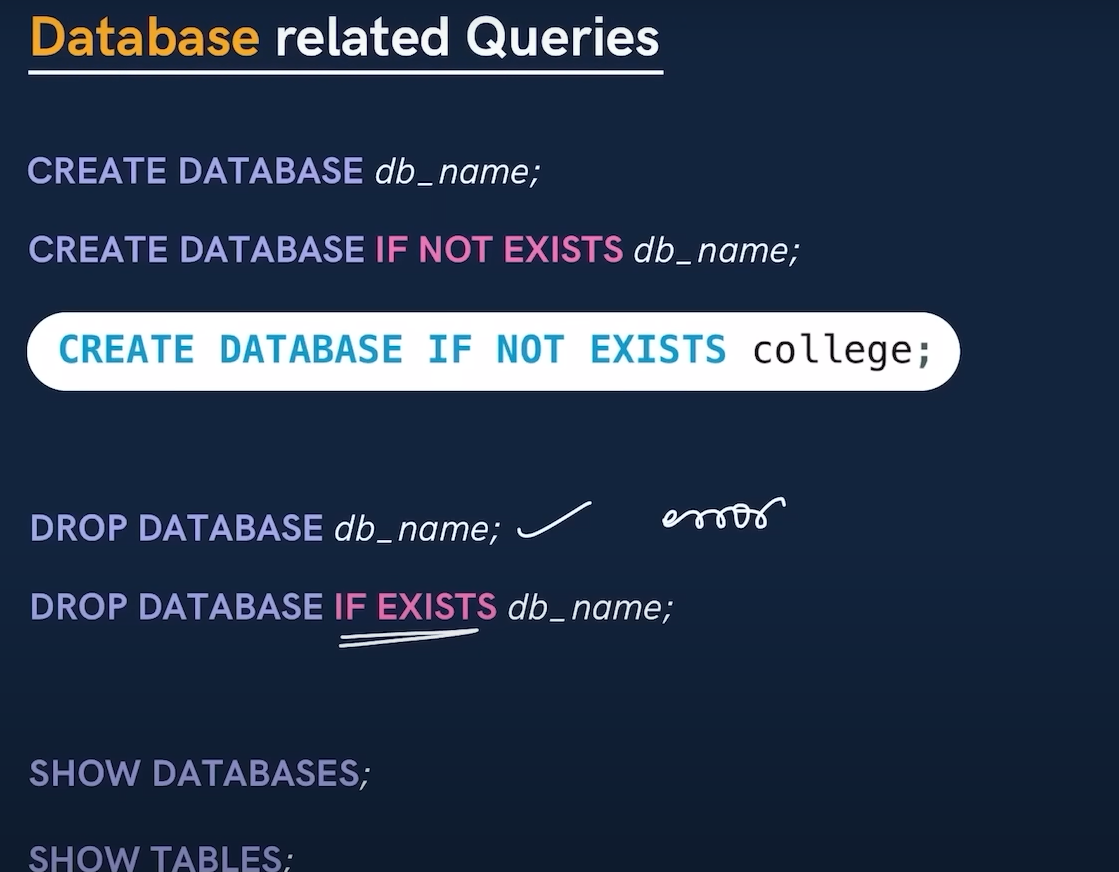 Database related Queries
CREATE DATABASE db_name;
CREATE DATABASE IF NOT EXISTS db_name;
CREATE DATABASE IF NOT EXISTS college;
DROP DATABASE db_name; error
DROP DATABASE IF EXISTS db_name;
SHOW DATABASES;
SHOW TABLES;